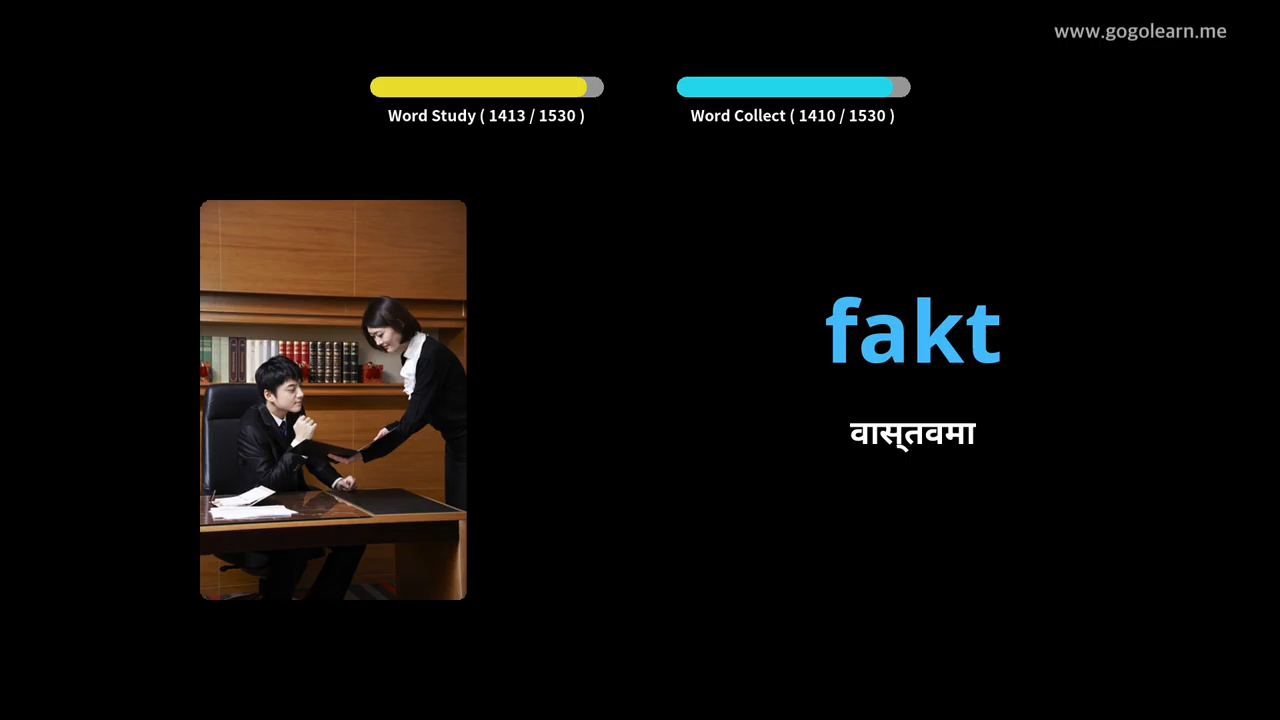 www.gogolearn.me
Word Study ( 1413 / 1530 )
Word Collect ( 1410 / 1530 )
fakt
वास्तवमा